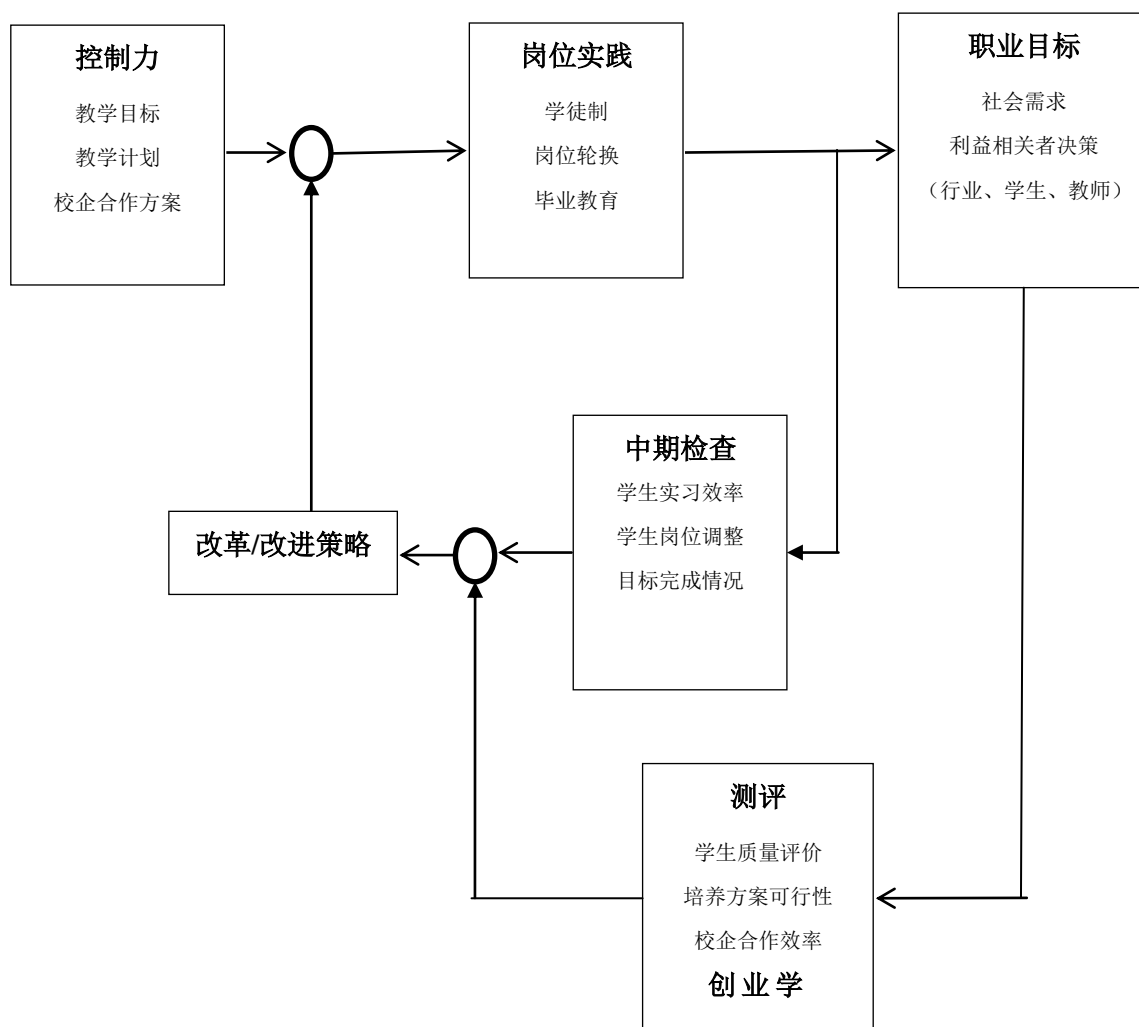 控制力
教学目标
教学计划
校企合作方案
岗位实践
学徒制
岗位轮换
毕业教育
职业目标
社会需求
利益相关者决策
（行业、学生、教师）
中期检查
学生实习效率
学生岗位调整
目标完成情况
改革/改进策略
测评
学生质量评价
培养方案可行性
校企合作效率
创业学